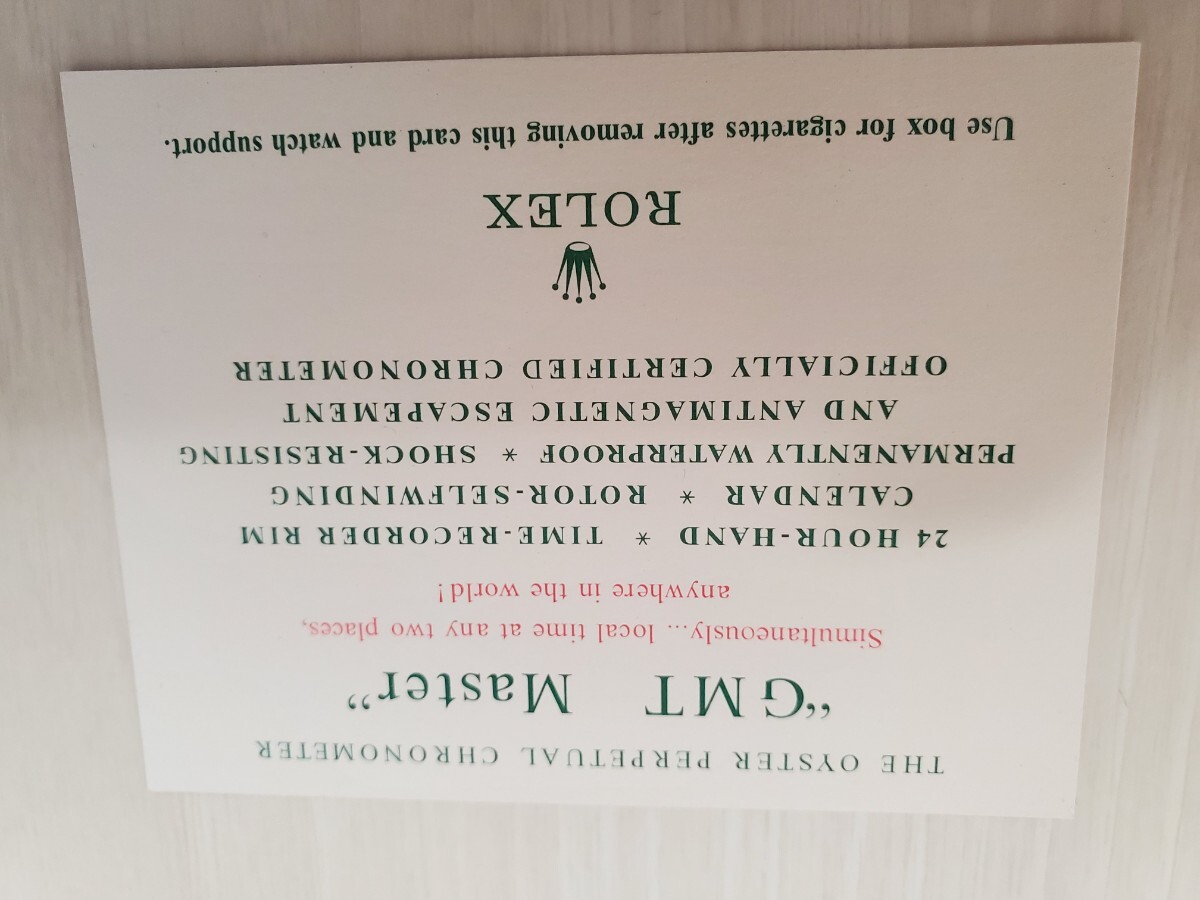 THE OYSTER PERPETUAL CHRONOMETER
“GMT Master”
Simultaneously... local time at any two places,
anywhere in the world!
24 HOUR-HAND * TIME-RECORDER RIM
CALENDAR * ROTOR-SELFWINDING
PERMANENTLY WATERPROOF * SHOCK-RESISTING
AND ANTIMAGNETIC ESCAPEMENT
OFFICIALLY CERTIFIED CHRONOMETER
ROLEX
Use box for cigarettes after removing this card and watch support.